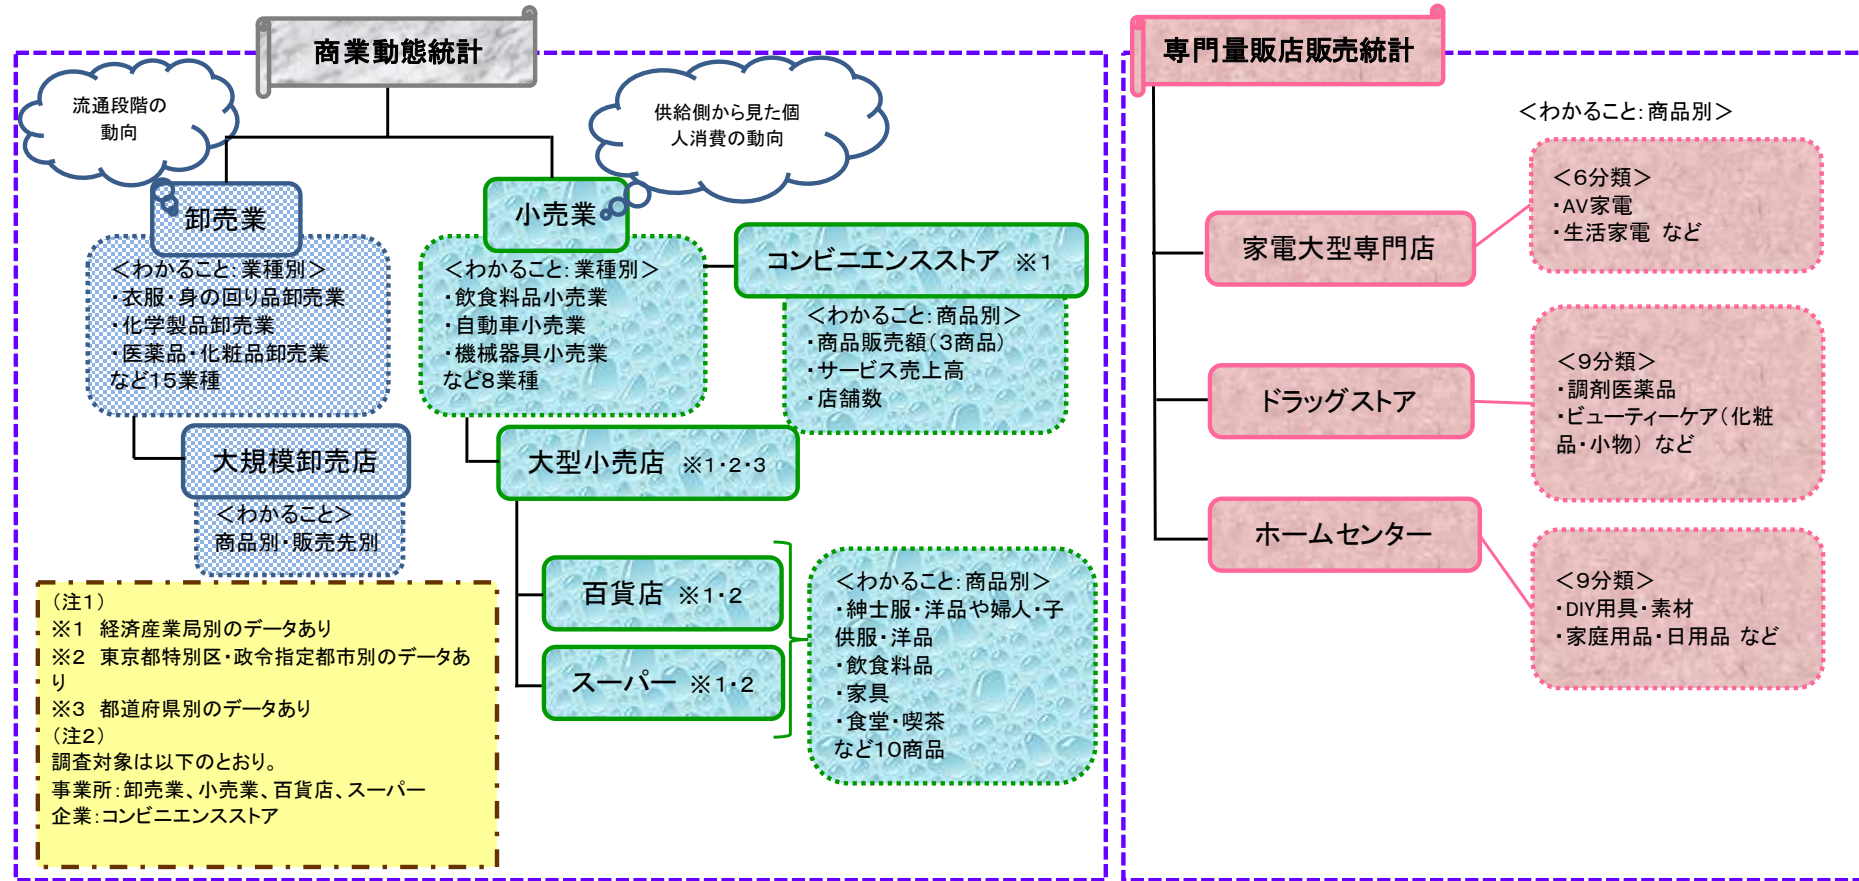 商業動態統計
流通段階の
動向
供給側から見た個
人消費の動向
卸売業
＜わかること：業種別＞
・衣服・身の回り品卸売業
・化学製品卸売業
・医薬品・化粧品卸売業
など15業種
大規模卸売店
＜わかること＞
商品別・販売先別
小売業
＜わかること：業種別＞
・飲食料品小売業
・自動車小売業
・機械器具小売業
など8業種
コンビニエンスストア ※1
＜わかること：商品別＞
・商品販売額（3商品）
・サービス売上高
・店舗数
大型小売店 ※1・2・3
百貨店 ※1・2
スーパー ※1・2
＜わかること：商品別＞
・紳士服・洋品や婦人・子
供服・洋品
・飲食料品
・家具
・食堂・喫茶
など10商品
（注1）
※1 経済産業局別のデータあり
※2 東京都特別区・政令指定都市別のデータあ
り
※3 都道府県別のデータあり
（注2）
調査対象は以下のとおり。
事業所：卸売業、小売業、百貨店、スーパー
企業：コンビニエンスストア
専門量販店販売統計
＜わかること：商品別＞
家電大型専門店
＜6分類＞
・AV家電
・生活家電 など
ドラッグストア
＜9分類＞
・調剤医薬品
・ビューティーケア（化粧
品・小物） など
ホームセンター
＜9分類＞
・DIY用具・素材
・家庭用品・日用品 など